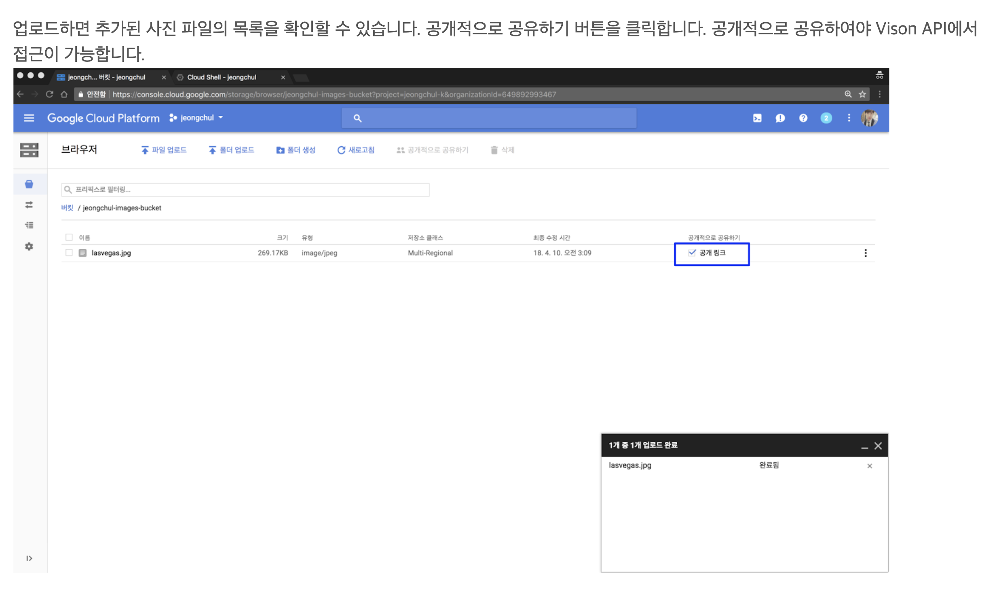 업로드하면 추가된 사진 파일의 목록을 확인할 수 있습니다. 공개적으로 공유하기 버튼을 클릭합니다. 공개적으로 공유하여야 Vison API에서
접근이 가능합니다.
jeongch... 버킷 - jeongchul × Cloud Shell - jeongchul ×
안전함 https://console.cloud.google.com/storage/browser/jeongchul-images-bucket?project=jeongchul-k&organizationId=649892993467
Google Cloud Platform jeongchul 2
브라우저 파일 업로드 폴더 업로드 폴더 생성 새로고침 공개적으로 공유하기 삭제
프리픽스로 필터링...
버킷 / jeongchul-images-bucket
이름 크기 유형 저장소 클래스 최종 수정 시간 공개적으로 공유하기
lasvegas.jpg 269.17KB image/jpeg Multi-Regional 18. 4. 10. 오전 3:09 공개 링크
1개 중 1개 업로드 완료
lasvegas.jpg 완료됨